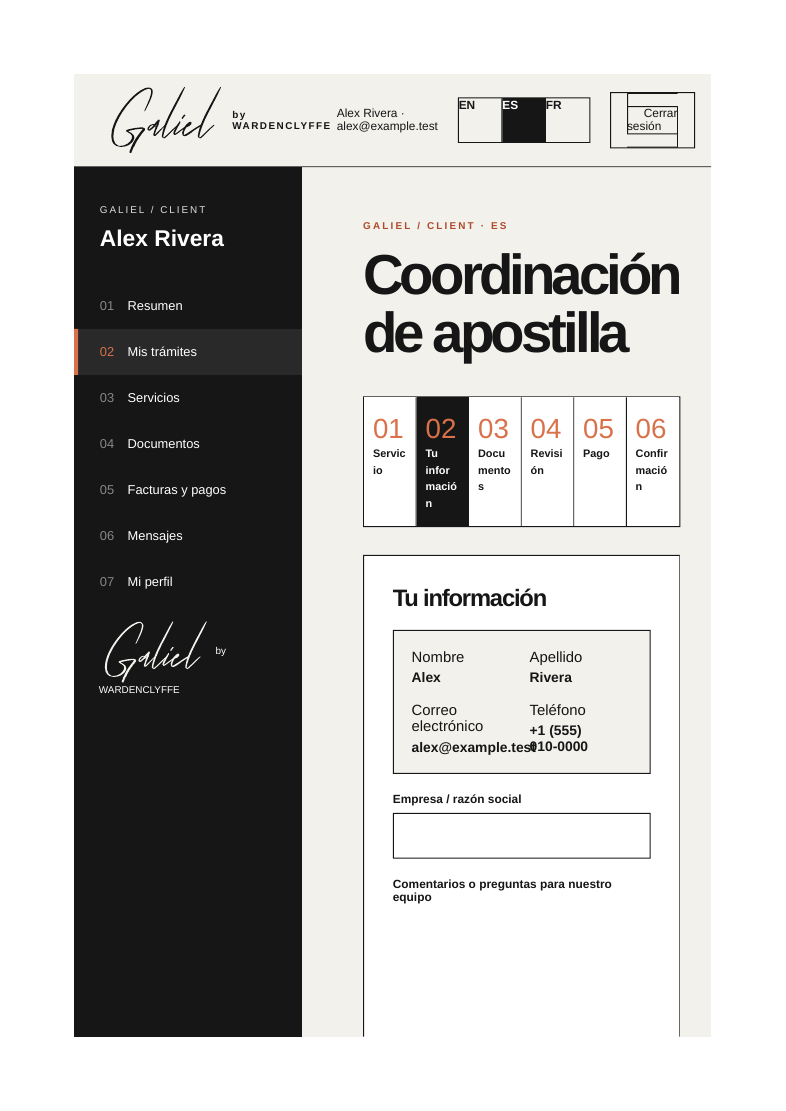 Galiel
by
WARDENCLYFFE
Alex Rivera ·
alex@example.test
EN ES FR
Cerrar
sesión
GALIEL / CLIENT
Alex Rivera
01 Resumen
02 Mis trámites
03 Servicios
04 Documentos
05 Facturas y pagos
06 Mensajes
07 Mi perfil
Galiel by
WARDENCLYFFE
GALIEL / CLIENT · ES
Coordinación
de apostilla
01
Servic
io
02
Tu
infor
mació
n
03
Docu
mento
s
04
Revisi
ón
05
Pago
06
Confir
mació
n
Tu información
Nombre
Alex
Apellido
Rivera
Correo
electrónico
alex@example.test
Teléfono
+1 (555)
010-0000
Empresa / razón social
Comentarios o preguntas para nuestro
equipo